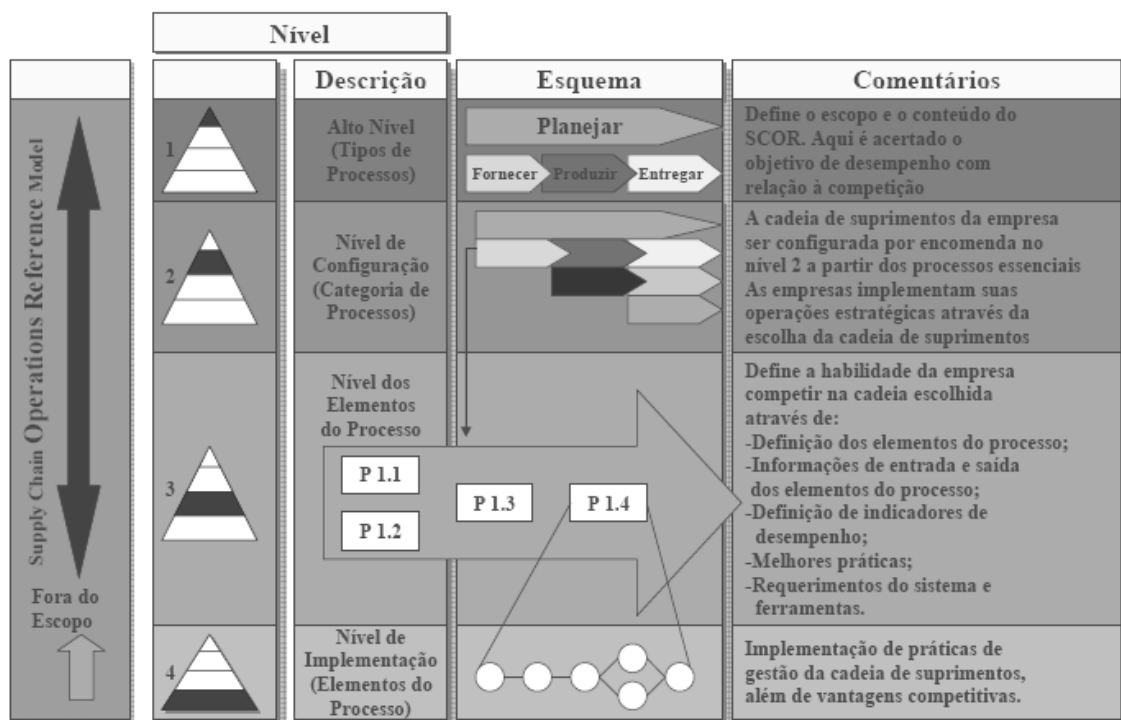 Nível
Descrição
Esquema
Comentários
Supply Chain Operations Reference Model
Fora do
Escopo
1
Alto Nível
(Tipos de
Processos)
Planejar
Fornecer
Produzir
Entregar
Define o escopo e o conteúdo do
SCOR. Aqui é acertado o
objetivo de desempenho com
relação à competição
2
Nível de
Configuração
(Categoria de
Processos)
A cadeia de suprimentos da empresa
ser configurada por encomenda no
nível 2 a partir dos processos essenciais
As empresas implementam suas
operações estratégicas através da
escolha da cadeia de suprimentos
3
Nível dos
Elementos
do Processo
P 1.1
P 1.2
P 1.3
P 1.4
Define a habilidade da empresa
competir na cadeia escolhida
através de:
-Definição dos elementos do processo;
-Informações de entrada e saída
dos elementos do processo;
-Definição de indicadores de
desempenho;
-Melhores práticas;
-Requerimentos do sistema e
ferramentas.
4
Nível de
Implementação
(Elementos do
Processo)
Implementação de práticas de
gestão da cadeia de suprimentos,
além de vantagens competitivas.